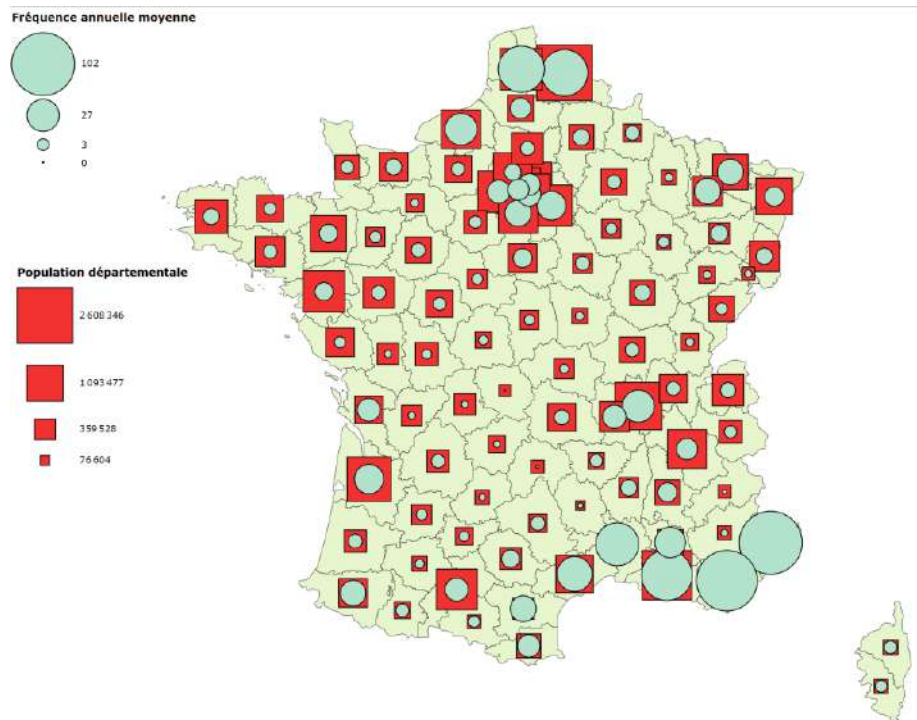 Fréquence annuelle moyenne
102
27
3
0
Population départementale
2 608 346
1 093 477
359 528
76 604